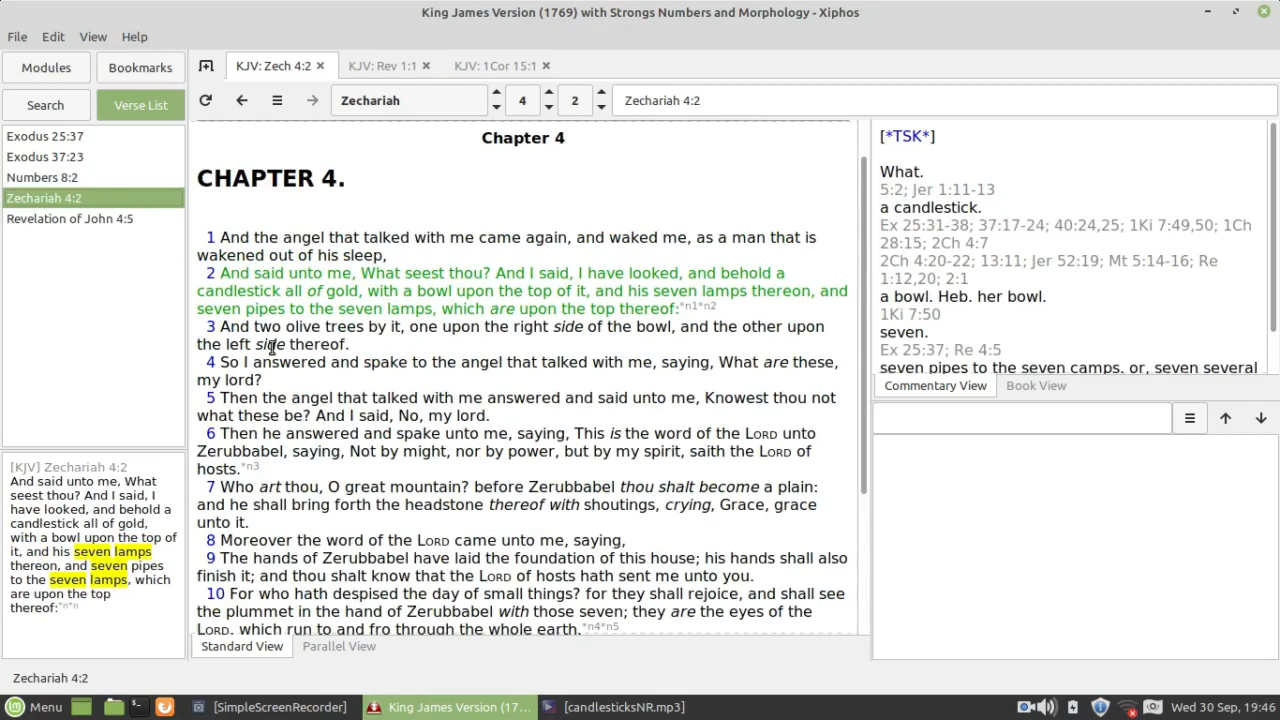 King James Version (1769) with Strongs Numbers and Morphology - Xiphos
File Edit View Help
Modules Bookmarks
Search Verse List
Exodus 25:37
Exodus 37:23
Numbers 8:2
Zechariah 4:2
Revelation of John 4:5
[KJV] Zechariah 4:2
And said unto me, What
seest thou? And I said, I
have looked, and behold a
candlestick all of gold,
with a bowl upon the top of
it, and his seven lamps
thereon, and seven pipes
to the seven lamps, which
are upon the top
thereof:*n*n
KJV: Zech 4:2 KJV: Rev 1:1 KJV: 1Cor 15:1
Zechariah 4 2 Zechariah 4:2
Chapter 4
CHAPTER 4.
1 And the angel that talked with me came again, and waked me, as a man that is
wakened out of his sleep,
2 And said unto me, What seest thou? And I said, I have looked, and behold a
candlestick all of gold, with a bowl upon the top of it, and his seven lamps thereon, and
seven pipes to the seven lamps, which are upon the top thereof:*n1*n2
3 And two olive trees by it, one upon the right side of the bowl, and the other upon
the left side thereof.
4 So I answered and spake to the angel that talked with me, saying, What are these,
my lord?
5 Then the angel that talked with me answered and said unto me, Knowest thou not
what these be? And I said, No, my lord.
6 Then he answered and spake unto me, saying, This is the word of the LORD unto
Zerubbabel, saying, Not by might, nor by power, but by my spirit, saith the LORD of
hosts.*n3
7 Who art thou, O great mountain? before Zerubbabel thou shalt become a plain:
and he shall bring forth the headstone thereof with shoutings, crying, Grace, grace
unto it.
8 Moreover the word of the LORD came unto me, saying,
9 The hands of Zerubbabel have laid the foundation of this house; his hands shall also
finish it; and thou shalt know that the LORD of hosts hath sent me unto you.
10 For who hath despised the day of small things? for they shall rejoice, and shall see
the plummet in the hand of Zerubbabel with those seven; they are the eyes of the
LORD, which run to and fro through the whole earth.*n4*n5
Standard View Parallel View
[*TSK*]
What.
5:2; Jer 1:11-13
a candlestick.
Ex 25:31-38; 37:17-24; 40:24,25; 1Ki 7:49,50; 1Ch
28:15; 2Ch 4:7
2Ch 4:20-22; 13:11; Jer 52:19; Mt 5:14-16; Re
1:12,20; 2:1
a bowl. Heb. her bowl.
1Ki 7:50
seven.
Ex 25:37; Re 4:5
seven pipes to the seven camps. or, seven several
Commentary View Book View
Zechariah 4:2
Menu [SimpleScreenRecorder] King James Version (17... [candlesticksNR.mp3] Wed 30 Sep, 19:46